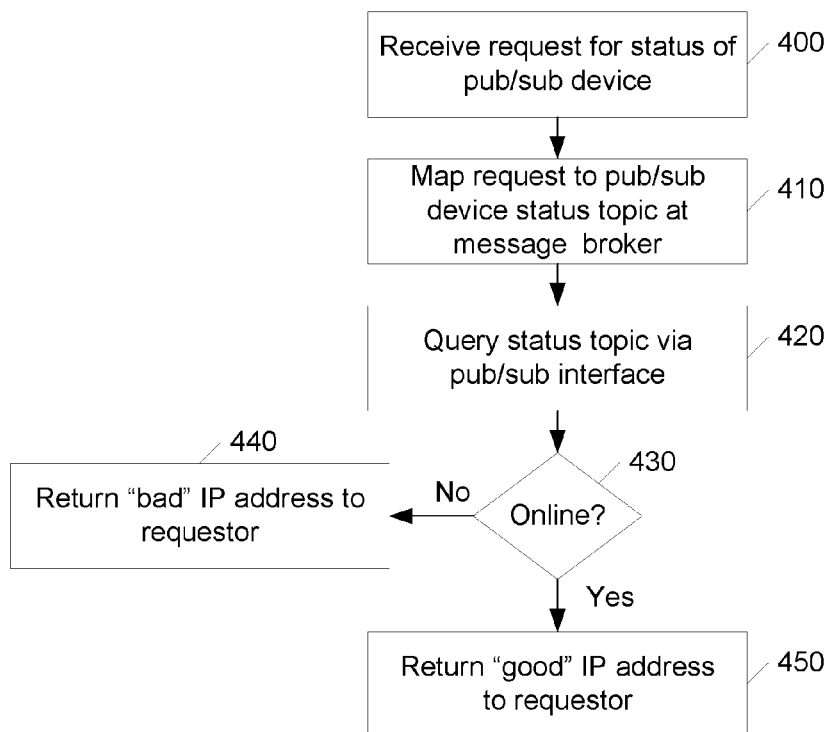 Receive request for status of
pub/sub device
400
Map request to pub/sub
device status topic at
message broker
410
Query status topic via
pub/sub interface
420
430
Online?
No
440
Return “bad” IP address to
requestor
Yes
Return “good” IP address
to requestor
450